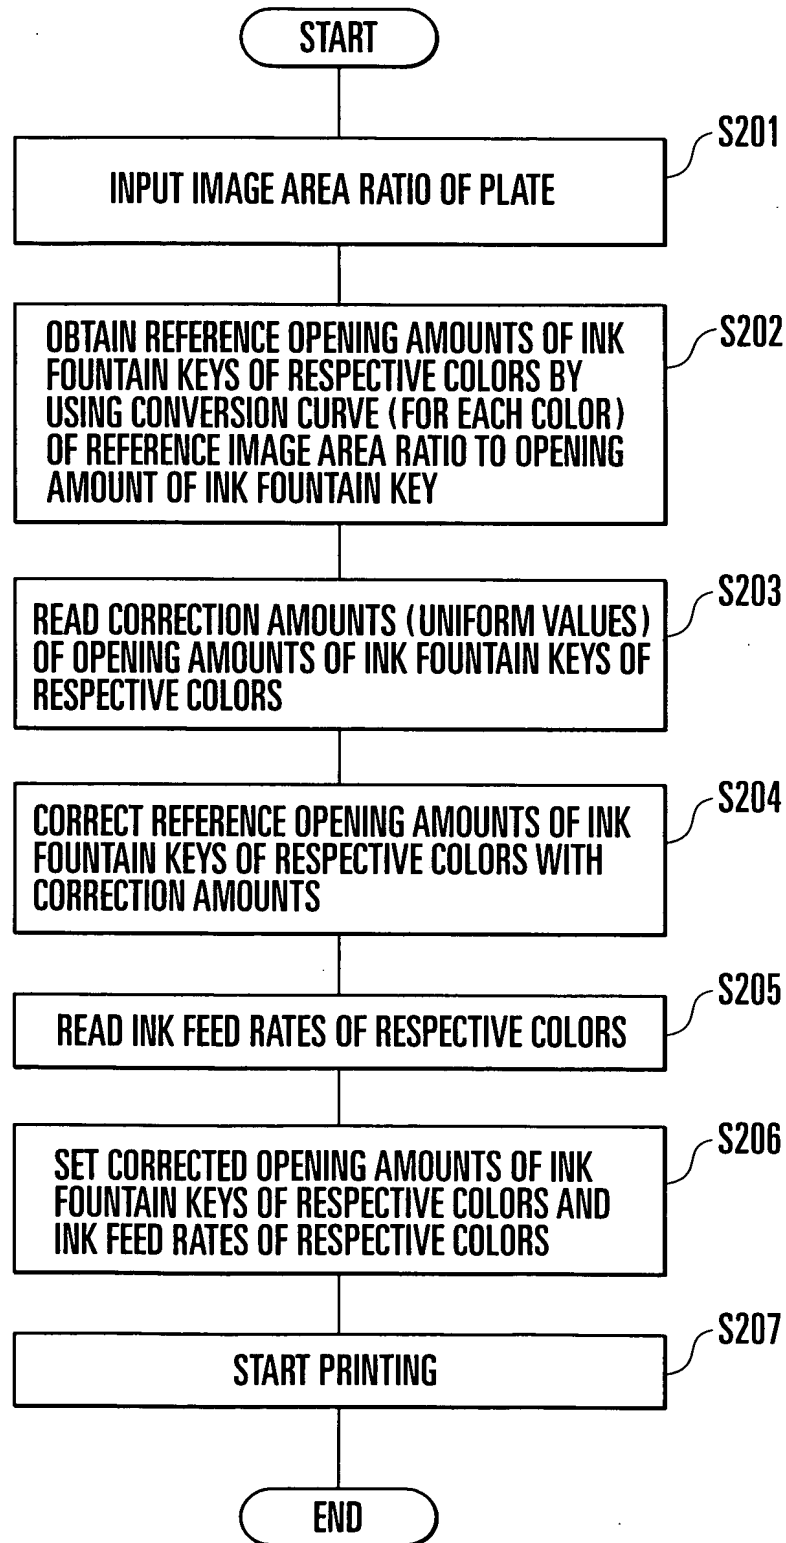 START
S201
INPUT IMAGE AREA RATIO OF PLATE
S202
OBTAIN REFERENCE OPENING AMOUNTS OF INK
FOUNTAIN KEYS OF RESPECTIVE COLORS BY
USING CONVERSION CURVE (FOR EACH COLOR)
OF REFERENCE IMAGE AREA RATIO TO OPENING
AMOUNT OF INK FOUNTAIN KEY
S203
READ CORRECTION AMOUNTS (UNIFORM VALUES)
OF OPENING AMOUNTS OF INK FOUNTAIN KEYS OF
RESPECTIVE COLORS
S204
CORRECT REFERENCE OPENING AMOUNTS OF INK
FOUNTAIN KEYS OF RESPECTIVE COLORS WITH
CORRECTION AMOUNTS
S205
READ INK FEED RATES OF RESPECTIVE COLORS
S206
SET CORRECTED OPENING AMOUNTS OF INK
FOUNTAIN KEYS OF RESPECTIVE COLORS AND
INK FEED RATES OF RESPECTIVE COLORS
S207
START PRINTING
END